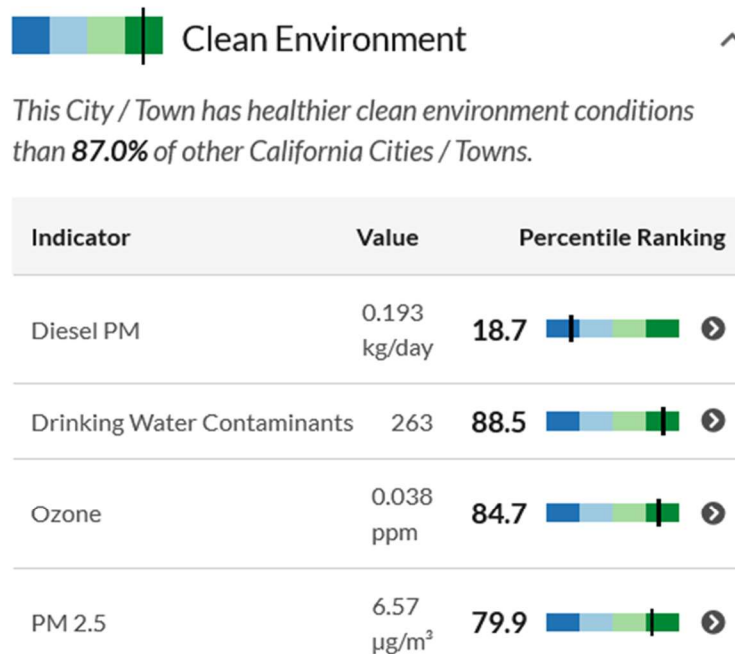 Clean Environment
This City / Town has healthier clean environment conditions
than 87.0% of other California Cities / Towns.
Indicator Value Percentile Ranking
Diesel PM 0.193 kg/day 18.7
Drinking Water Contaminants 263 88.5
Ozone 0.038 ppm 84.7
PM 2.5 6.57 µg/m³ 79.9